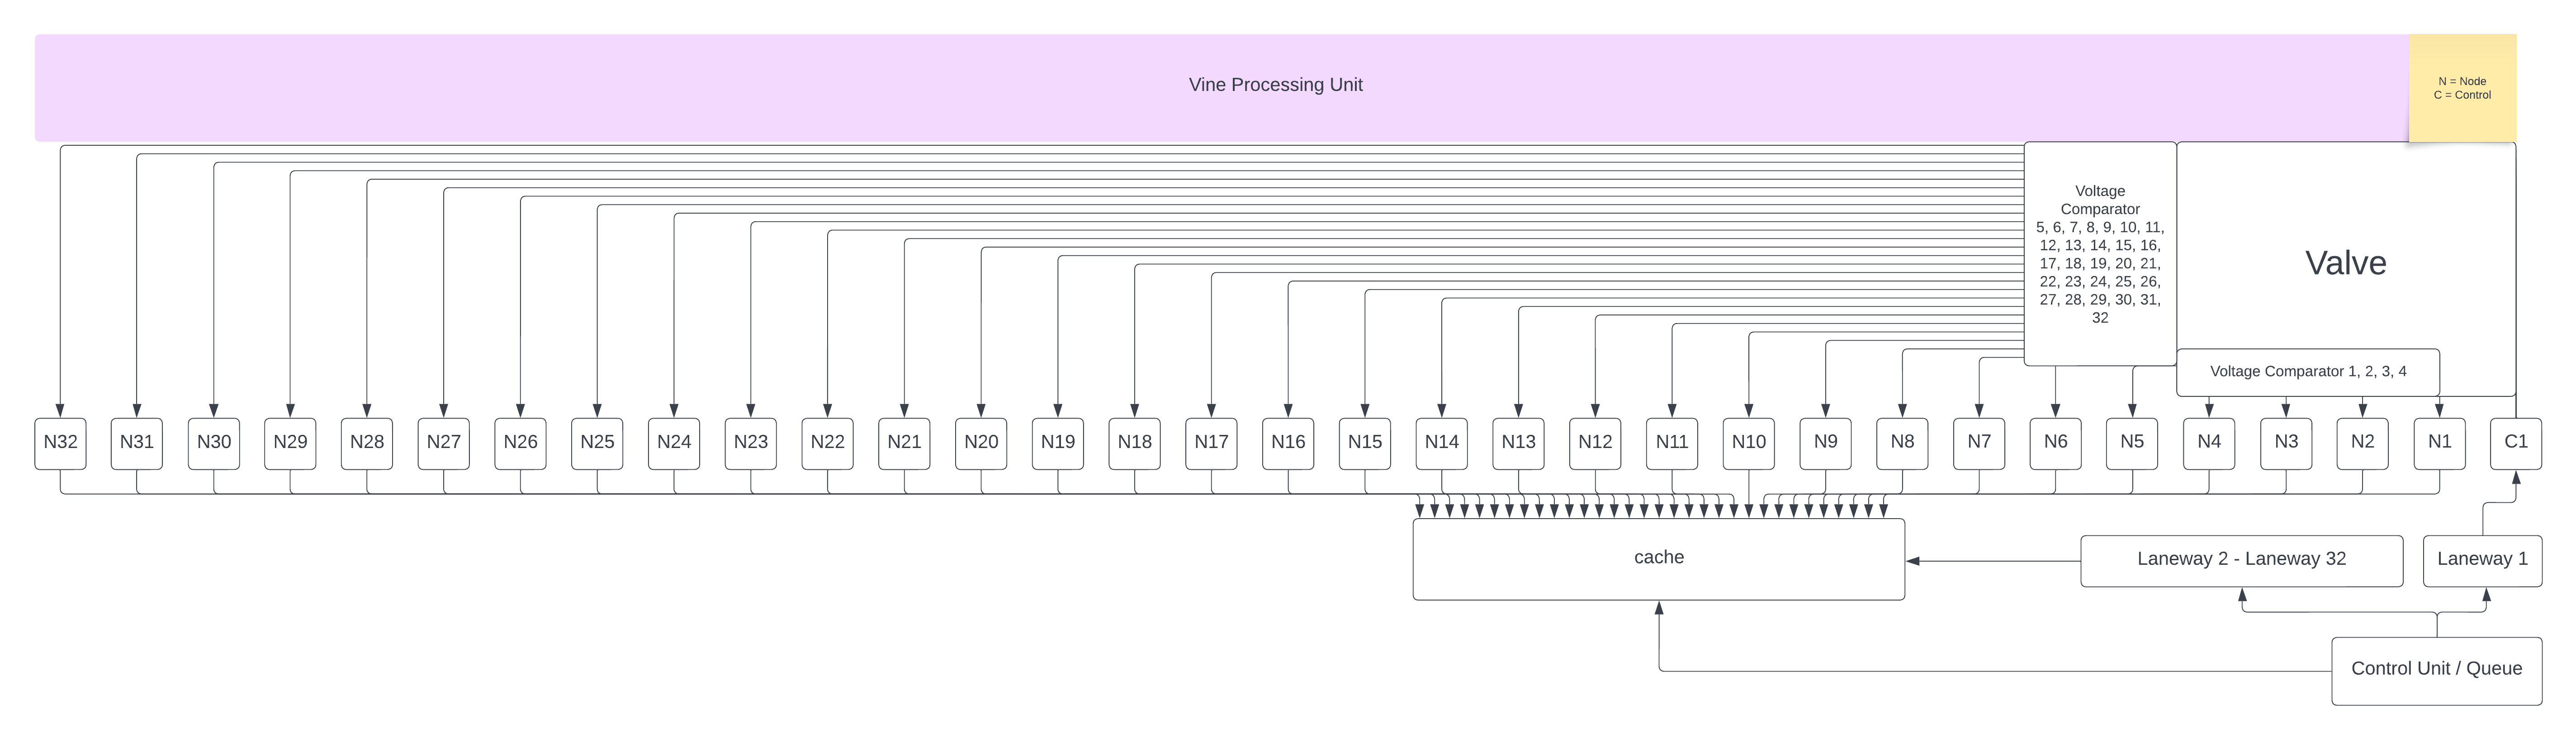 Vine Processing Unit
N = Node
C = Control
Voltage
Comparator
5, 6, 7, 8, 9, 10, 11,
12, 13, 14, 15, 16,
17, 18, 19, 20, 21,
22, 23, 24, 25, 26,
27, 28, 29, 30, 31,
32
Valve
Voltage Comparator 1, 2, 3, 4
N32
N31
N30
N29
N28
N27
N26
N25
N24
N23
N22
N21
N20
N19
N18
N17
N16
N15
N14
N13
N12
N11
N10
N9
N8
N7
N6
N5
N4
N3
N2
N1
C1
cache
Laneway 2 - Laneway 32
Laneway 1
Control Unit / Queue